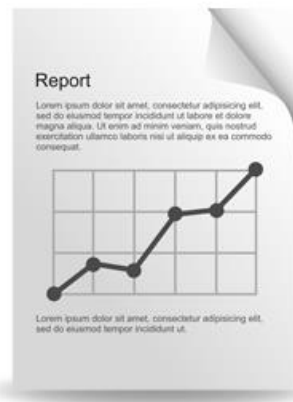 Report
Lorem ipsum dolor sit amet, consectetur adipisicing elit,
sed do eiusmod tempor incididunt ut labore et dolore
magna aliqua. Ut enim ad minim veniam, quis nostrud
exercitation ullamco laboris nisi ut aliquip ex ea commodo
consequat.
Lorem ipsum dolor sit amet, consectetur adipisicing elit,
sed do eiusmod tempor incididunt ut.